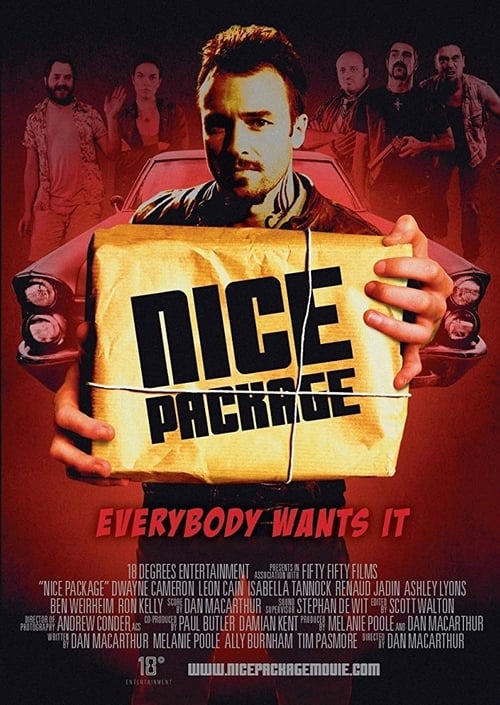 NICE
PACKAGE
EVERYBODY WANTS IT
18 DEGREES ENTERTAINMENT PRESENTS IN ASSOCIATION WITH FIFTY FIFTY FILMS
"NICE PACKAGE" DWAYNE CAMERON LEON CAIN ISABELLA TANNOCK RENAUD JADIN ASHLEY LYONS
BEN WEIRHEIM RON KELLY SCORE BY DAN MACARTHUR SOUND SUPERVISOR STEPHAN DE WIT EDITED BY SCOTT WALTON
DIRECTOR OF PHOTOGRAPHY ANDREW CONDER ACS CO-PRODUCED BY PAUL BUTLER DAMIAN KENT PRODUCED BY MELANIE POOLE AND DAN MACARTHUR
WRITTEN BY DAN MACARTHUR MELANIE POOLE ALLY BURNHAM TIM PASMORE DIRECTED BY DAN MACARTHUR
18°
ENTERTAINMENT
WWW.NICEPACKAGEMOVIE.COM